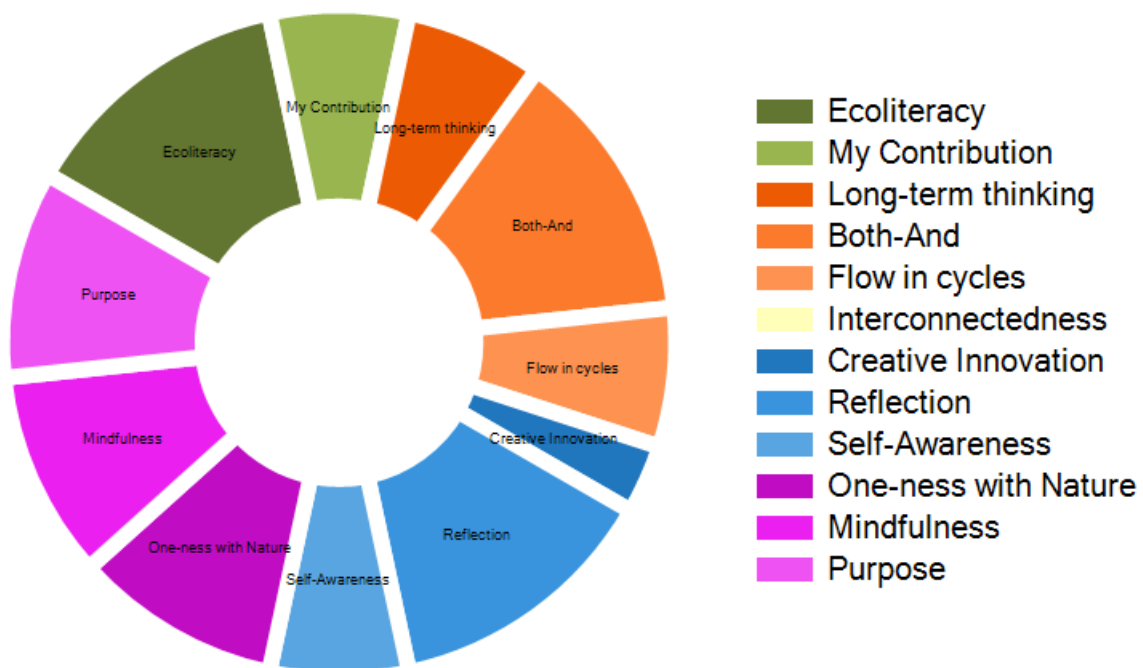 My Contribution
Long-term thinking
Ecoliteracy
Both-And
Purpose
Flow in cycles
Mindfulness
Creative Innovation
Reflection
One-ness with Nature
Self-Awareness
Ecoliteracy
My Contribution
Long-term thinking
Both-And
Flow in cycles
Interconnectedness
Creative Innovation
Reflection
Self-Awareness
One-ness with Nature
Mindfulness
Purpose